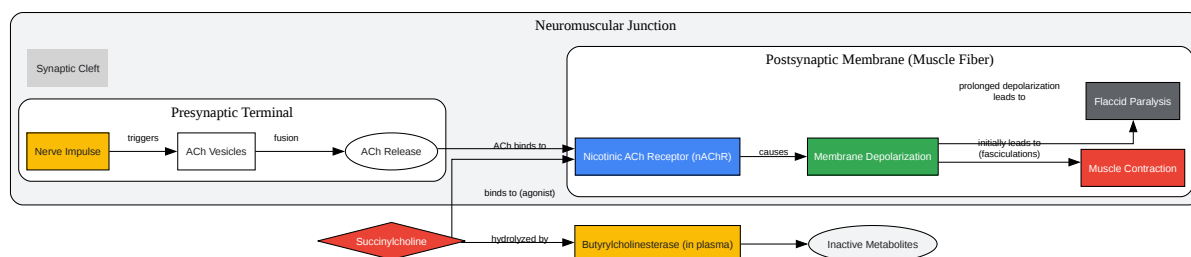 Neuromuscular Junction
Synaptic Cleft
Postsynaptic Membrane (Muscle Fiber)
prolonged depolarization
leads to
Flaccid Paralysis
Presynaptic Terminal
Nerve Impulse
triggers
ACh Vesicles
fusion
ACh Release
ACh binds to
Nicotinic ACh Receptor (nAChR)
causes
Membrane Depolarization
initially leads to
(fasciculations)
Muscle Contraction
binds to (agonist)
Succinylcholine
hydrolyzed by
Butyrylcholinesterase (in plasma)
Inactive Metabolites